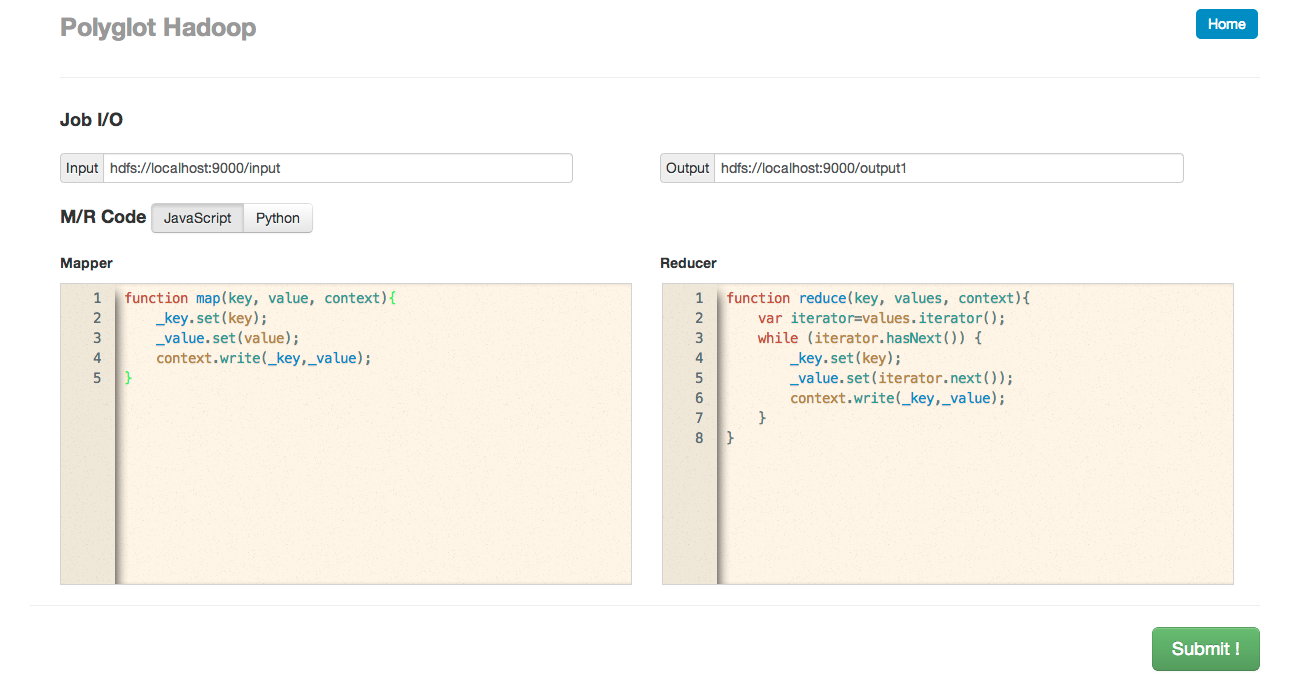 Polyglot Hadoop
Home
Job I/O
Input hdfs://localhost:9000/input
Output hdfs://localhost:9000/output1
M/R Code JavaScript Python
Mapper
1 function map(key, value, context){
2     _key.set(key);
3     _value.set(value);
4     context.write(_key,_value);
5 }
Reducer
1 function reduce(key, values, context){
2     var iterator=values.iterator();
3     while (iterator.hasNext()) {
4         _key.set(key);
5         _value.set(iterator.next());
6         context.write(_key,_value);
7     }
8 }
Submit !